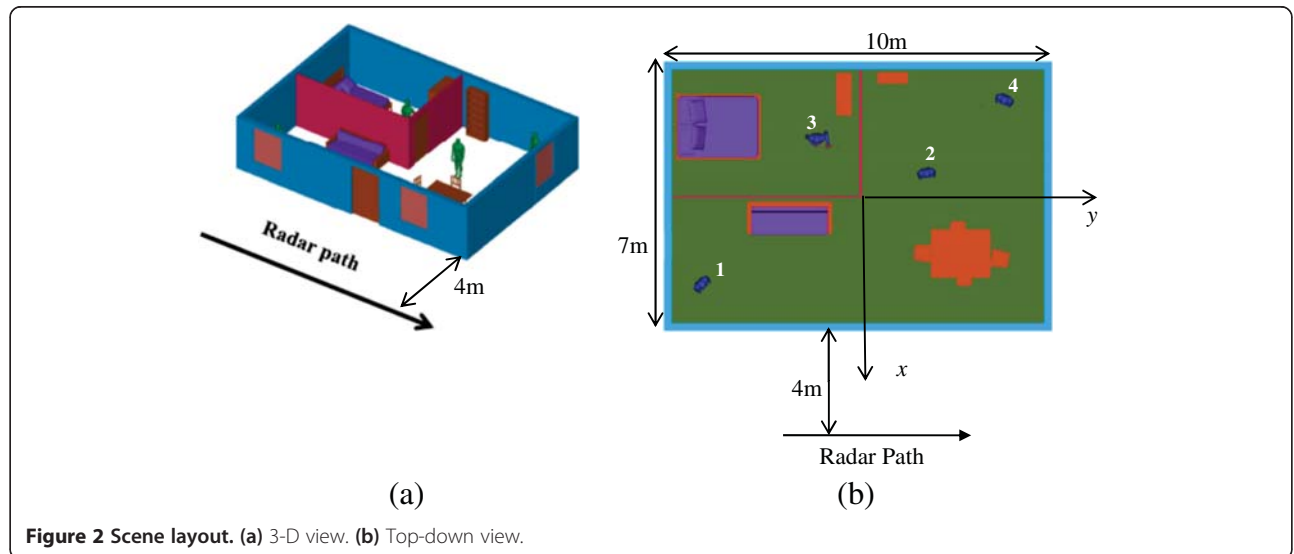 Radar path
4m
10m
4
3
2
y
7m
1
x
4m
Radar Path
(a)
(b)
Figure 2 Scene layout. (a) 3-D view. (b) Top-down view.